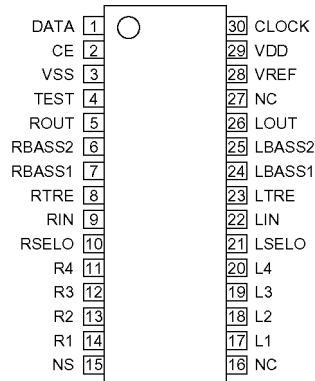 DATA 1 30 CLOCK
CE 2 29 VDD
VSS 3 28 VREF
TEST 4 27 NC
ROUT 5 26 LOUT
RBASS2 6 25 LBASS2
RBASS1 7 24 LBASS1
RTRE 8 23 LTRE
RIN 9 22 LIN
RSELO 10 21 LSELO
R4 11 20 L4
R3 12 19 L3
R2 13 18 L2
R1 14 17 L1
NS 15 16 NC